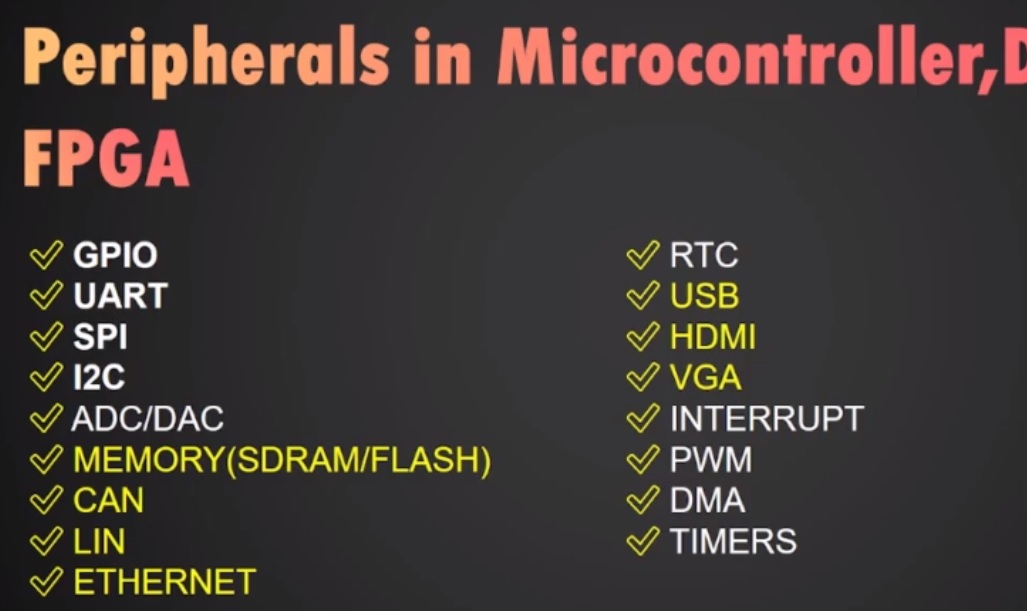 Peripherals in Microcontroller,
FPGA
GPIO
UART
SPI
I2C
ADC/DAC
MEMORY(SDRAM/FLASH)
CAN
LIN
ETHERNET
RTC
USB
HDMI
VGA
INTERRUPT
PWM
DMA
TIMERS